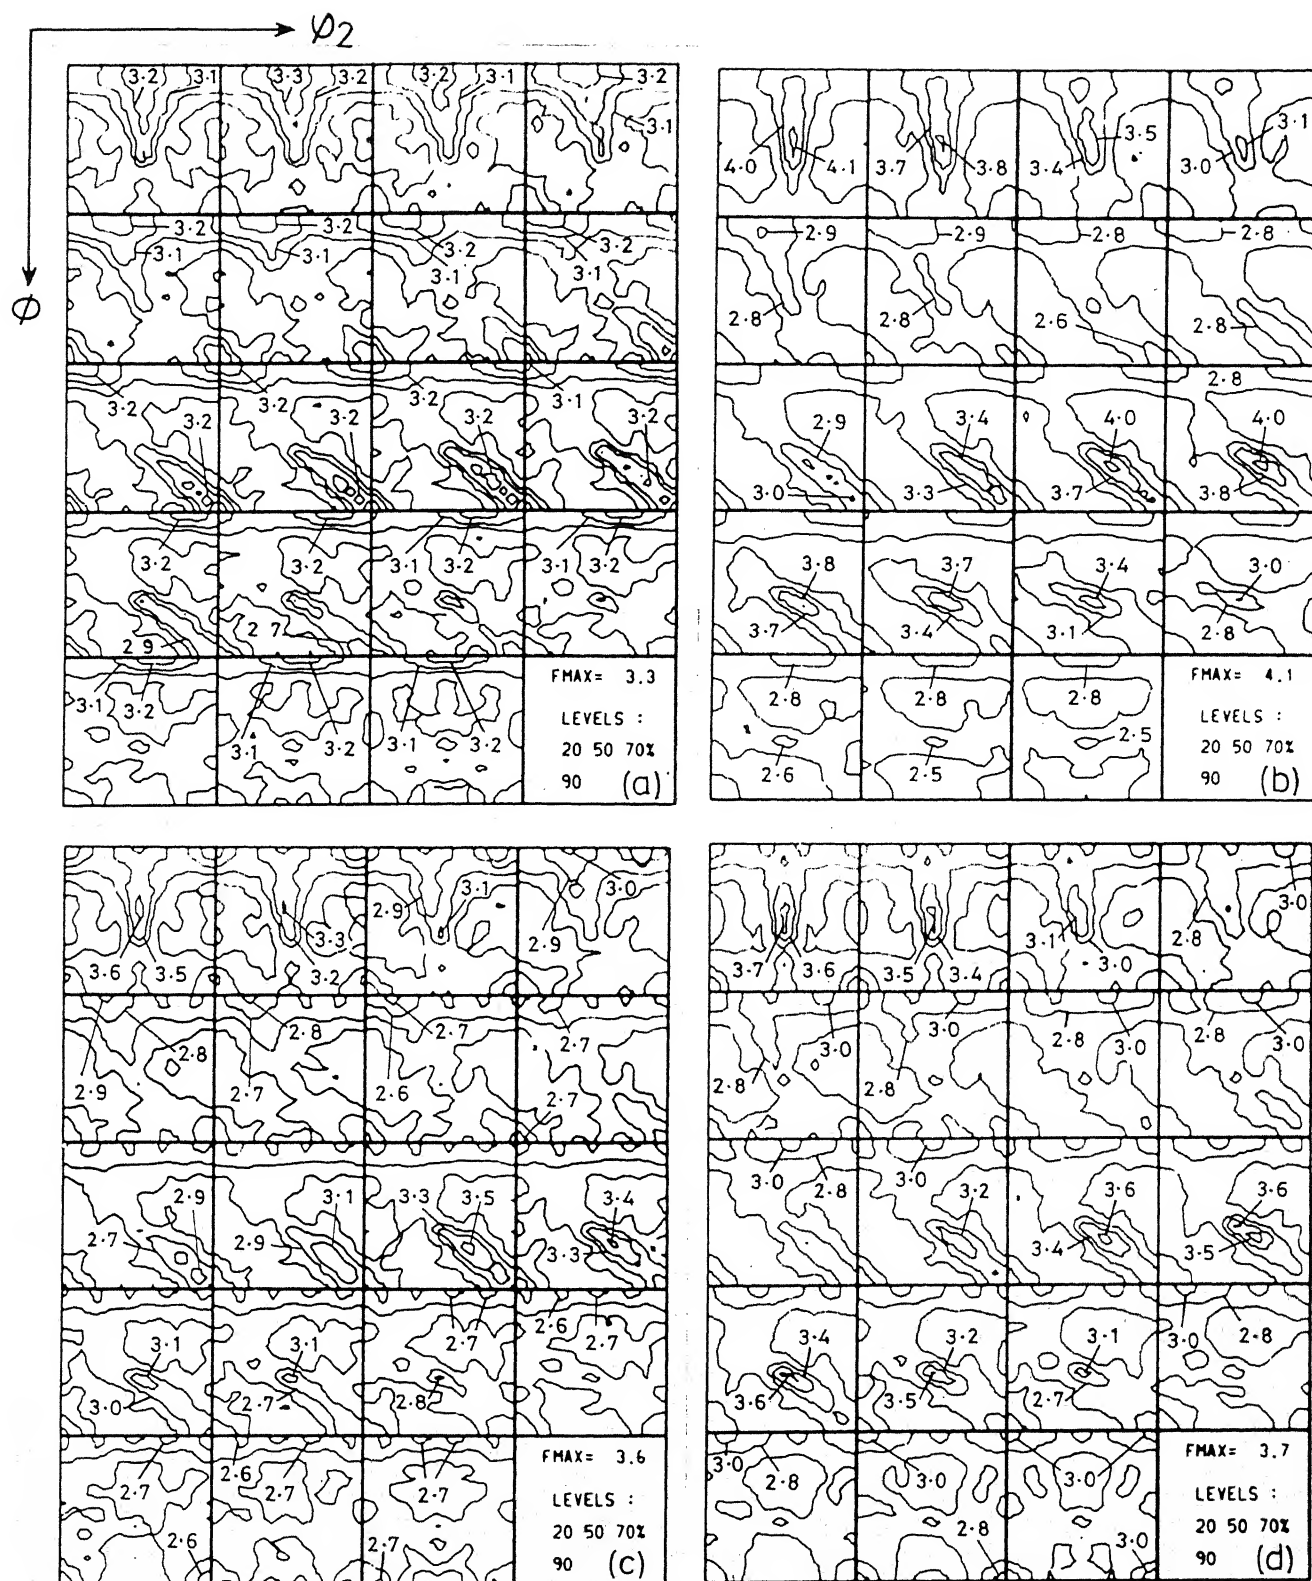 φ2
φ
3·2 3·1 3·3 3·2 3·2 3·1 3·2
3·1
3·2 3·2 3·2 3·2
3·1 3·1 3·1 3·1
3·2 3·2 3·2 3·1
3·2 3·2 3·2 3·2
3·2 3·2 3·1 3·2 3·1 3·2
2·9 2·7
3·1 3·2 3·1 3·2 3·1 3·2
FMAX= 3.3
LEVELS :
20 50 70%
90 (a)
4·0 4·1 3·7 3·8 3·4 3·5 3·0 3·1
2·9 2·9 2·8 2·8
2·8 2·8 2·6 2·8
2·8
2·9 3·4 4·0 4·0
3·0 3·3 3·7 3·8
3·8 3·7 3·4 3·0
3·7 3·4 3·1 2·8
2·8 2·8 2·8
2·6 2·5 2·5
FMAX= 4.1
LEVELS :
20 50 70%
90 (b)
2·9 3·1 3·0
3·6 3·5 3·3 3·2 2·9
2·8 2·7 2·7
2·8
2·9 2·7 2·6 2·7
2·9 3·1 3·3 3·5 3·4
2·7 2·9 3·3
3·1 3·1 2·7 2·6 2·7
3·0 2·7 2·8
2·7 2·6 2·7 2·7
2·6 2·7
FMAX= 3.6
LEVELS :
20 50 70%
90 (c)
3·0
3·7 3·6 3·5 3·4 3·1 3·0 2·8
3·0 3·0 2·8 3·0 2·8 3·0
2·8 2·8
3·0 2·8 3·0 3·2 3·6 3·6
3·4 3·5
3·4 3·2 3·1 3·0 2·8
3·6 3·5 2·7
3·0 2·8 3·0 3·0
2·8 3·0
FMAX= 3.7
LEVELS :
20 50 70%
90 (d)